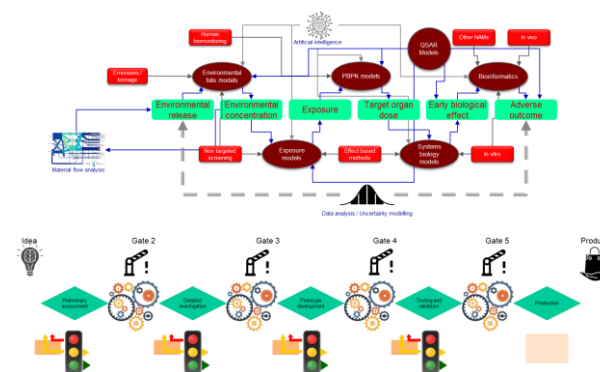 Human
biomonitoring
Artificial intelligence
QSAR
Models
Other NAMs
In vivo
Emissions /
tonnage
Environmental
fate models
PBPK models
Bioinformatics
Environmental
release
Environmental
concentration
Exposure
Target organ
dose
Early biological
effect
Adverse
outcome
Material flow analysis
Non targeted
screening
Exposure
models
Effect based
methods
Systems
biology models
In vitro
Data analysis / Uncertainty modelling
Idea
Gate 2
Gate 3
Gate 4
Gate 5
Produ
Preliminary
assessment
Detailed
investigation
Prototype
development
Testing and
validation
Production